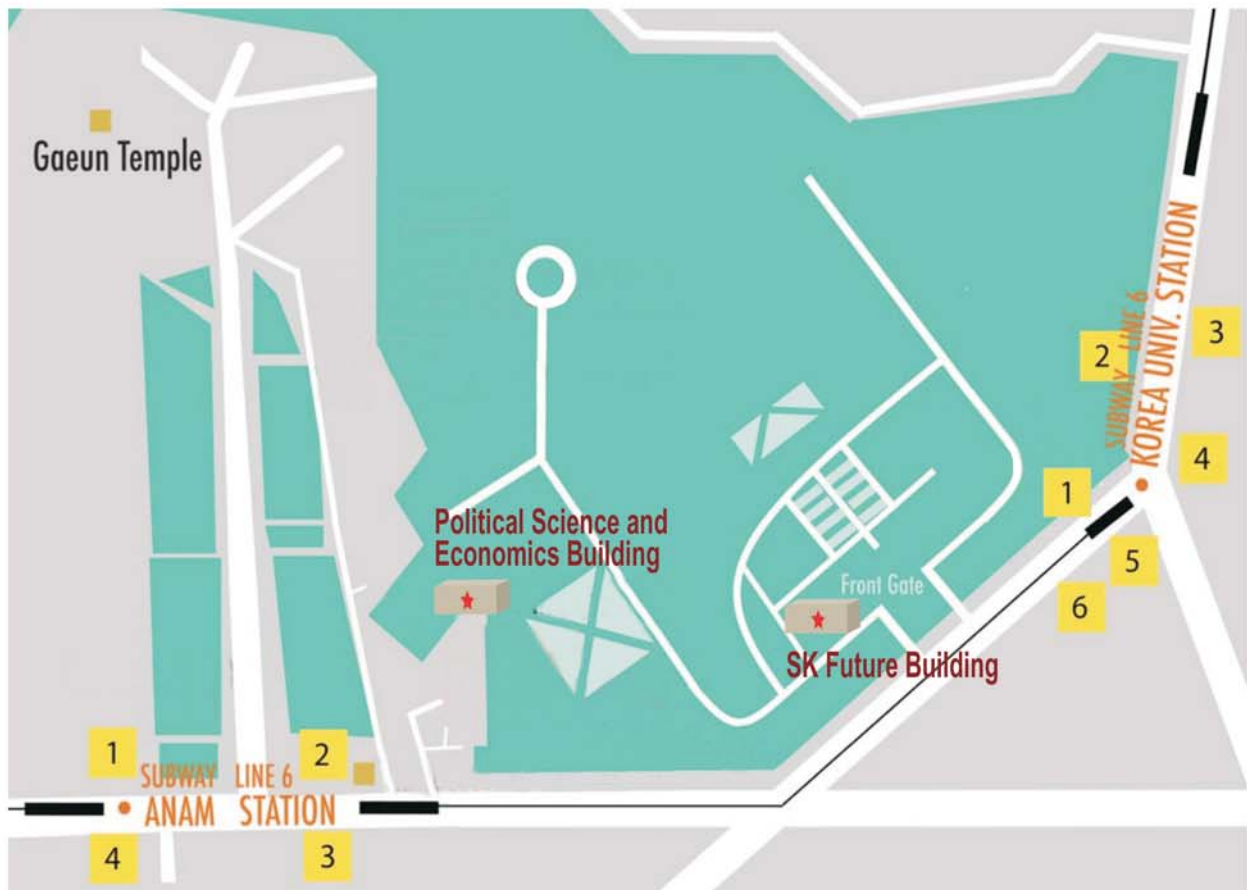 Gaeun Temple
2
3
SUBWAY LINE 6
KOREA UNIV. STATION
4
1
Political Science and
Economics Building
5
Front Gate
6
SK Future Building
1
2
SUBWAY LINE 6
ANAM STATION
4
3